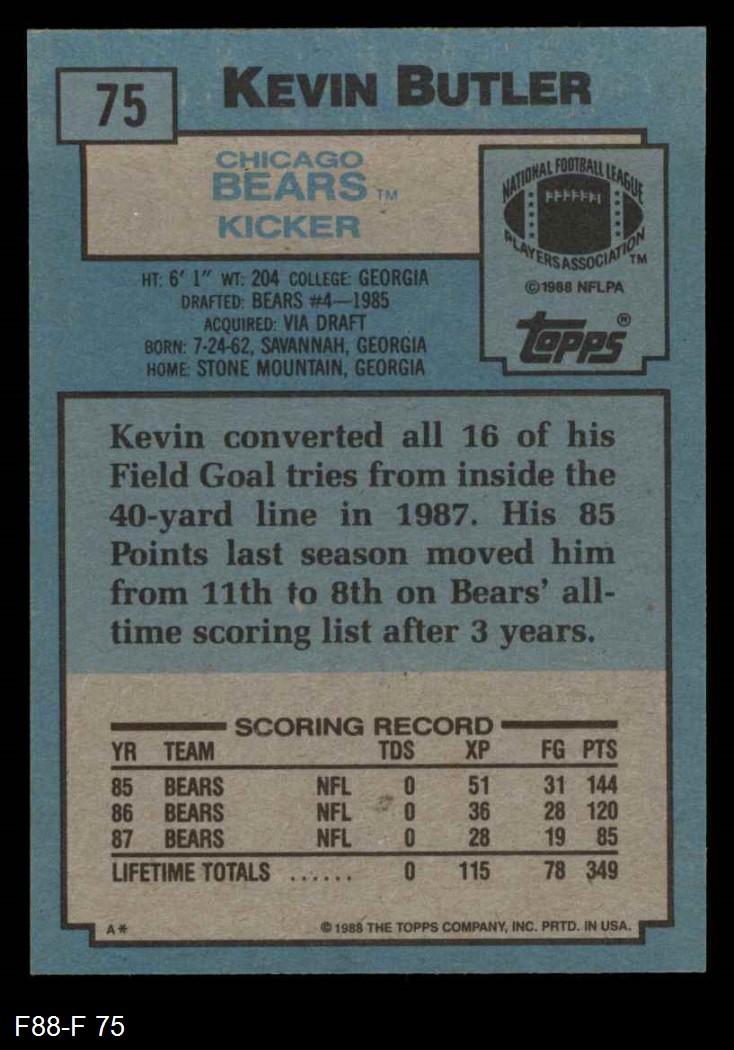 75
KEVIN BUTLER
CHICAGO
BEARS TM
KICKER
NATIONAL FOOTBALL LEAGUE
PLAYERS ASSOCIATION TM
©1988 NFLPA
topps®
HT: 6' 1" WT: 204 COLLEGE: GEORGIA
DRAFTED: BEARS #4—1985
ACQUIRED: VIA DRAFT
BORN: 7-24-62, SAVANNAH, GEORGIA
HOME: STONE MOUNTAIN, GEORGIA
Kevin converted all 16 of his
Field Goal tries from inside the
40-yard line in 1987. His 85
Points last season moved him
from 11th to 8th on Bears' all-
time scoring list after 3 years.
SCORING RECORD
YR TEAM TDS XP FG PTS
85 BEARS NFL 0 51 31 144
86 BEARS NFL 0 36 28 120
87 BEARS NFL 0 28 19 85
LIFETIME TOTALS ...... 0 115 78 349
A* ©1988 THE TOPPS COMPANY, INC. PRTD. IN USA.
F88-F 75